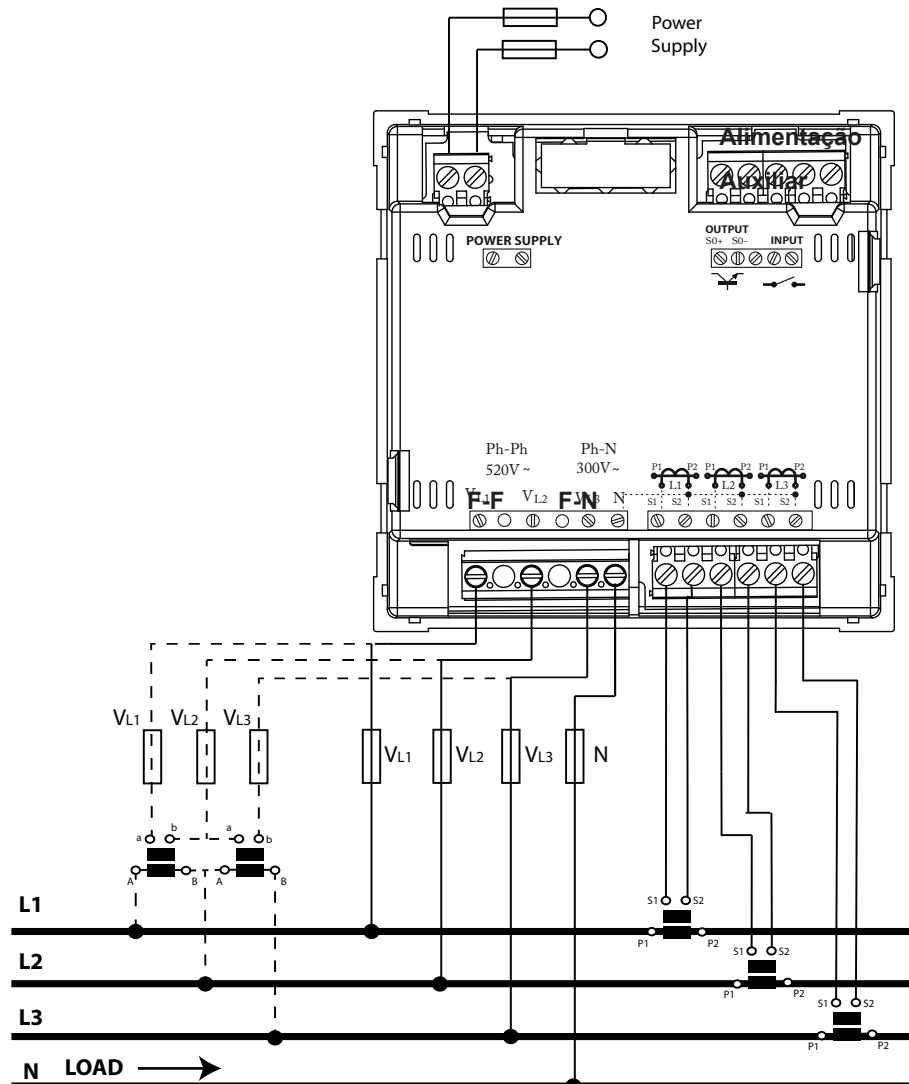 Power
Supply
Alimentação
Auxiliar
POWER SUPPLY
OUTPUT
S0+ S0- INPUT
Ph-Ph Ph-N
520V ~ 300V ~
P1 P2 P1 P2 P1 P2
L1 L2 L3
VL1 VL2 VL3 N
F-F F-N
S1 S2 S1 S2 S1 S2
VL1 VL2 VL3
VL1 VL2 VL3 N
a b a b
A B A B
L1
S1 S2
P1 P2
L2
S1 S2
P1 P2
L3
S1 S2
P1 P2
N LOAD